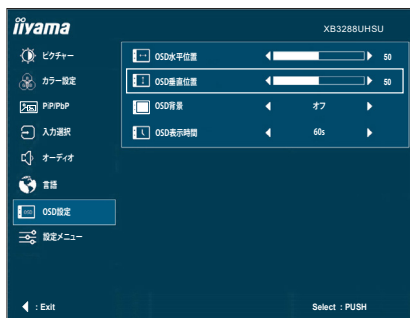 iiyama
XB3288UHSU
ピクチャー
カラー設定
PiP/PbP
入力選択
オーディオ
言語
OSD設定
設定メニュー
OSD水平位置 50
OSD垂直位置 50
OSD背景 オフ
OSD表示時間 60s
: Exit
Select : PUSH